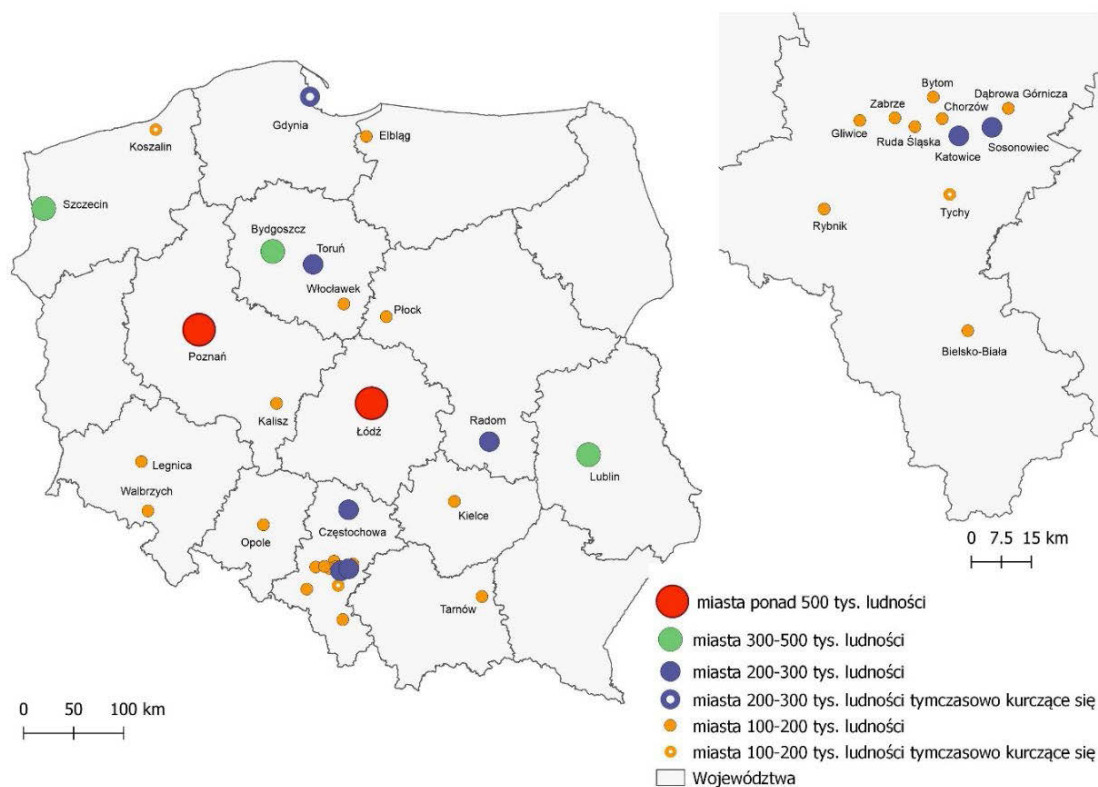 Gdynia
Koszalin
Elbląg
Szczecin
Bydgoszcz
Toruń
Włocławek
Płock
Poznań
Kalisz
Łódź
Radom
Lublin
Legnica
Walbrzych
Opole
Częstochowa
Kielce
Tarnów
0 50 100 km
Bytom
Dąbrowa Górnicza
Zabrze
Chorzów
Gliwice
Ruda Śląska
Katowice
Sosonowiec
Tychy
Rybnik
Bielsko-Biała
0 7.5 15 km
miasta ponad 500 tys. ludności
miasta 300-500 tys. ludności
miasta 200-300 tys. ludności
miasta 200-300 tys. ludności tymczasowo kurczące się
miasta 100-200 tys. ludności
miasta 100-200 tys. ludności tymczasowo kurczące się
Województwa